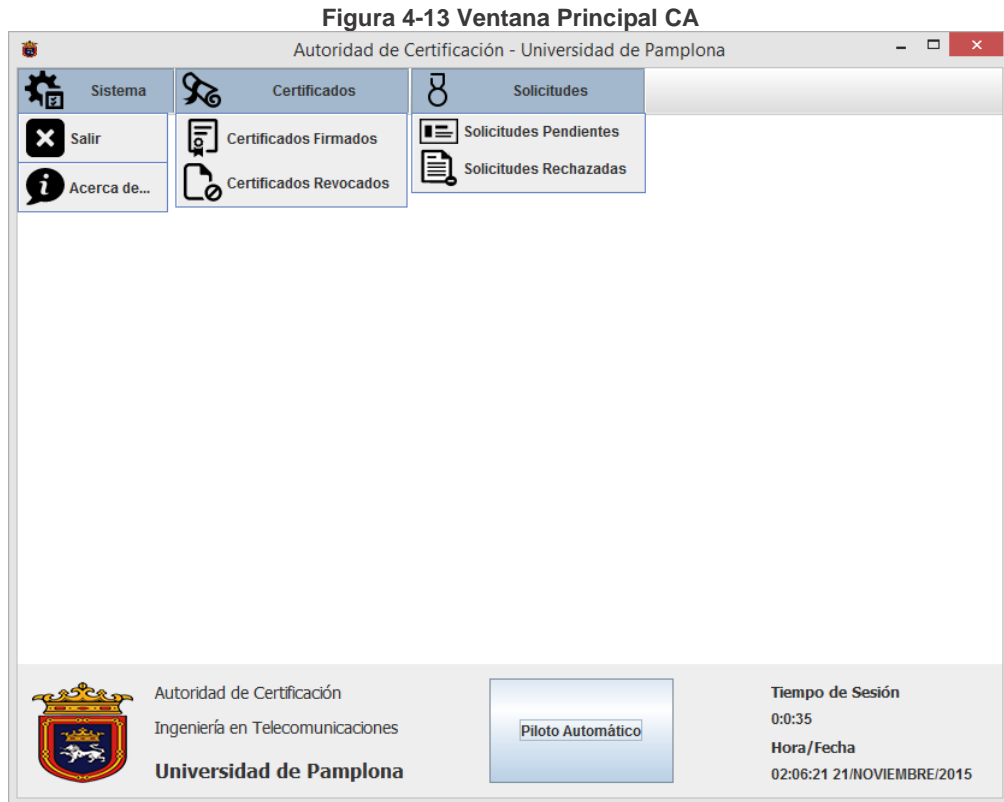 Figura 4-13 Ventana Principal CA
Autoridad de Certificación - Universidad de Pamplona
Sistema
Certificados
Solicitudes
Salir
Acerca de...
Certificados Firmados
Certificados Revocados
Solicitudes Pendientes
Solicitudes Rechazadas
Autoridad de Certificación
Ingeniería en Telecomunicaciones
Universidad de Pamplona
Piloto Automático
Tiempo de Sesión
0:0:35
Hora/Fecha
02:06:21 21/NOVIEMBRE/2015